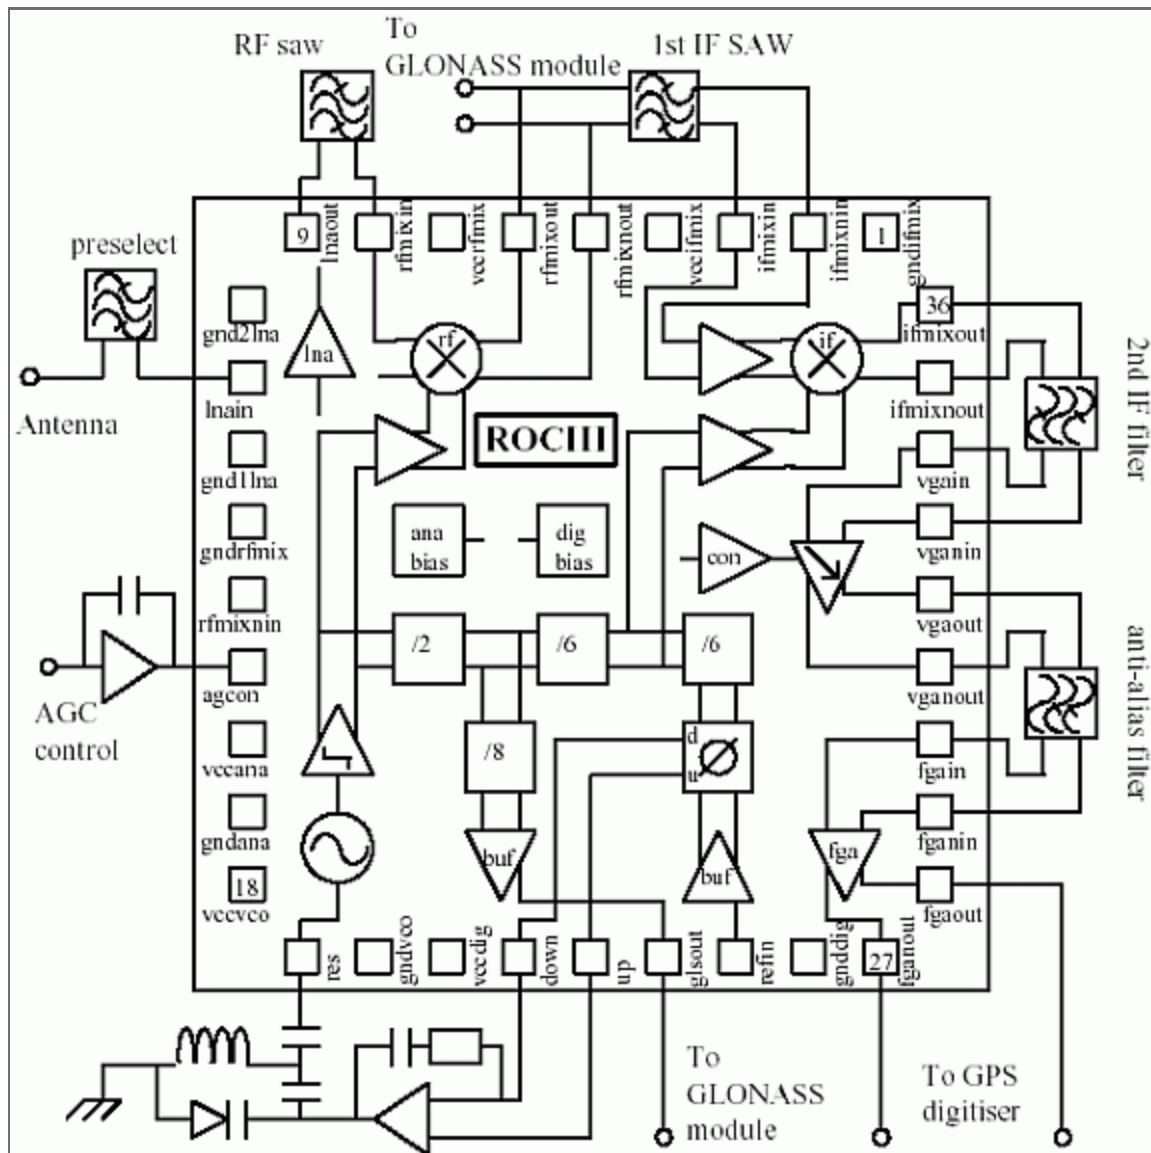 To
GLONASS module
RF saw
1st IF SAW
preselect
9
lnaout
rfmixin
vccrfmix
rfmixout
rfmixnout
vccifmix
ifmixin
ifmixnin
1
gndifmix
gnd2lna
lna
rf
if
36
ifmixout
lnain
Antenna
ifmixnout
2nd IF filter
ROCIII
gnd1lna
vgain
gndrfmix
ana
bias
dig
bias
con
vganin
rfmixnin
vgaout
/2
/6
/6
agcon
AGC
control
vganout
anti-alias filter
vccana
/8
d
u
fgain
gndana
buf
buf
fga
fganin
18
vccvco
fgaout
res
gndvco
vccdig
down
up
glsout
refin
gnddig
27
fganout
To
GLONASS
module
To GPS
digitiser